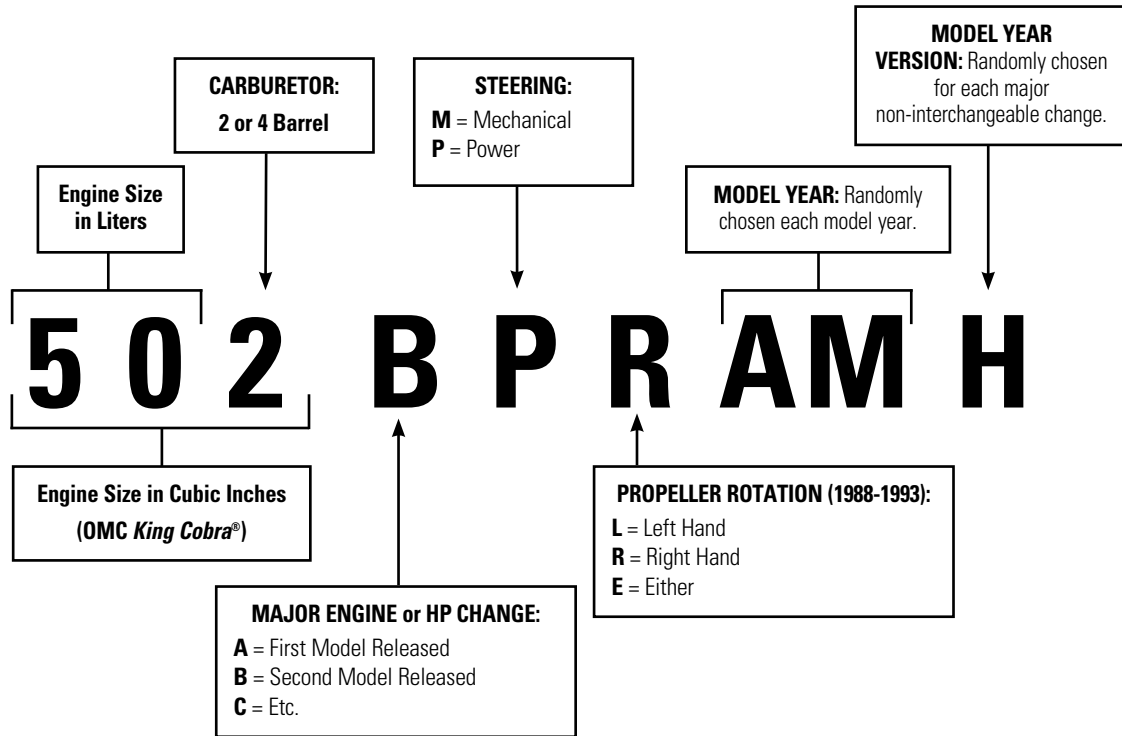 MODEL YEAR
VERSION: Randomly chosen
for each major
non-interchangeable change.
CARBURETOR:
2 or 4 Barrel
STEERING:
M = Mechanical
P = Power
Engine Size
in Liters
MODEL YEAR: Randomly
chosen each model year.
5 0 2 B P R A M H
Engine Size in Cubic Inches
(OMC King Cobra®)
PROPELLER ROTATION (1988-1993):
L = Left Hand
R = Right Hand
E = Either
MAJOR ENGINE or HP CHANGE:
A = First Model Released
B = Second Model Released
C = Etc.